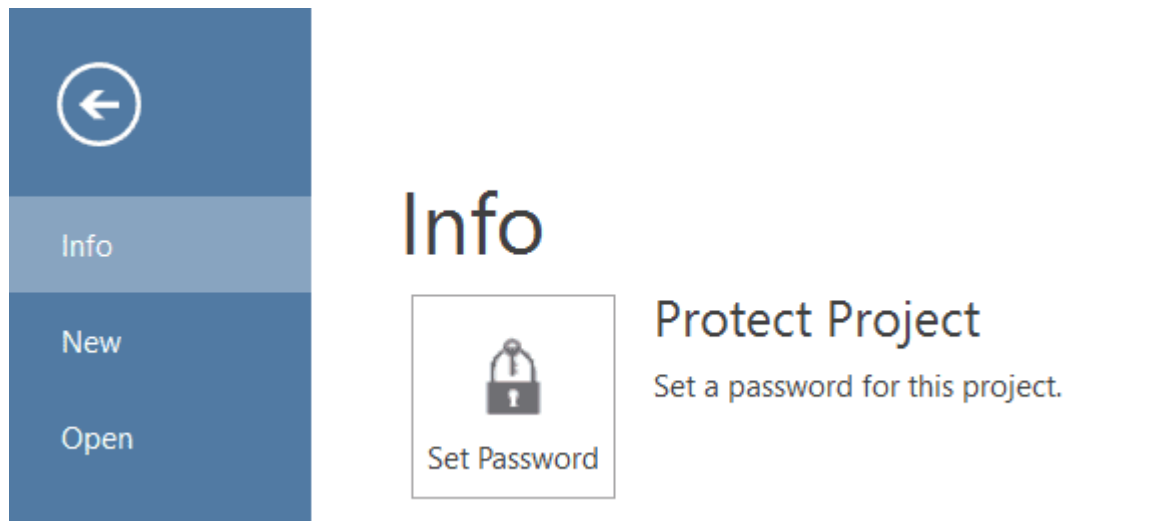 Info
New
Open
Info
Set Password
Protect Project
Set a password for this project.